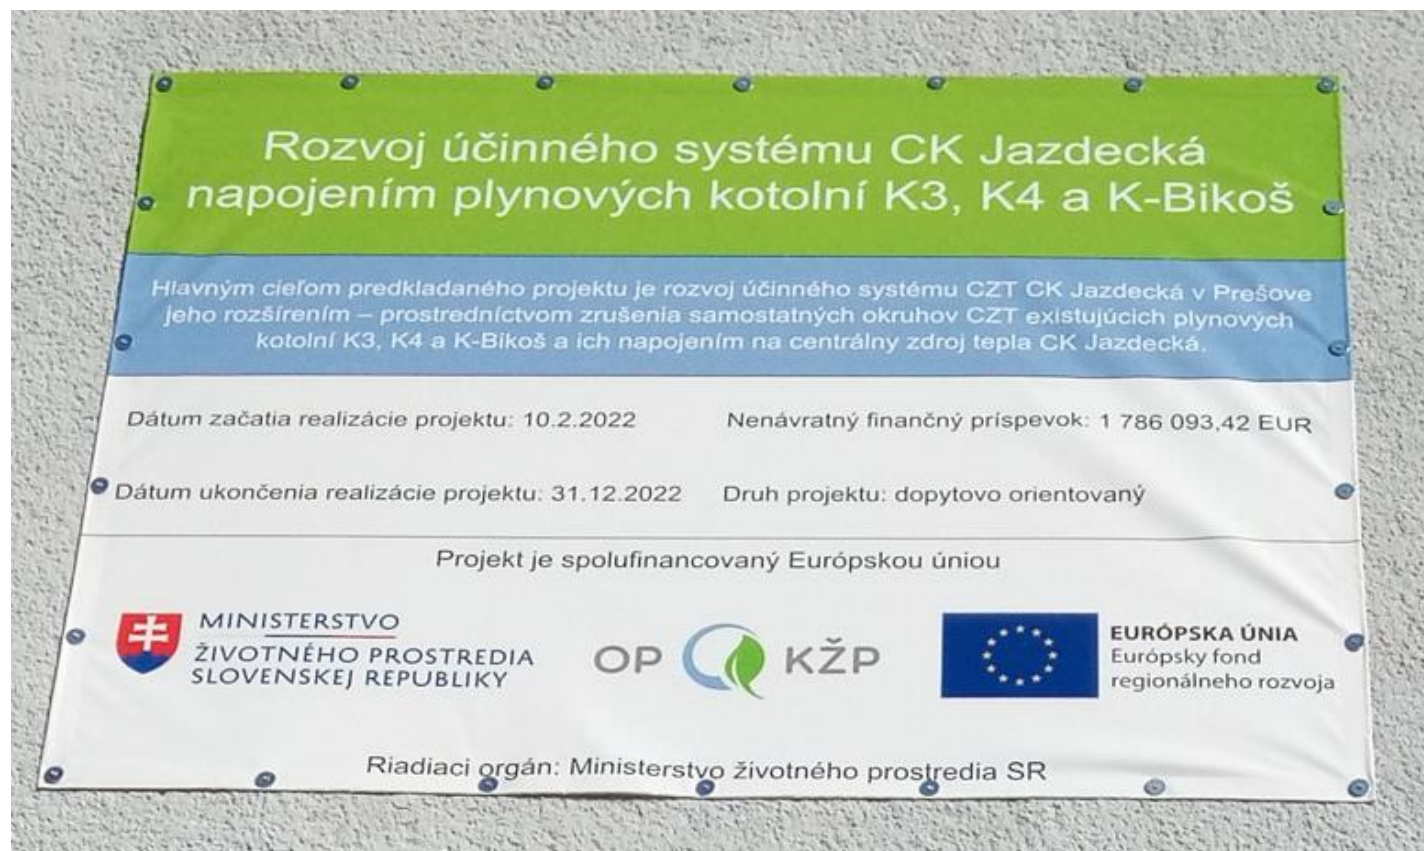 Rozvoj účinného systému CK Jazdecká
napojením plynových kotolní K3, K4 a K-Bikoš
Hlavným cieľom predkladaného projektu je rozvoj účinného systému CZT CK Jazdecká v Prešove
jeho rozšírením – prostredníctvom zrušenia samostatných okruhov CZT existujúcich plynových
kotolní K3, K4 a K-Bikoš a ich napojením na centrálny zdroj tepla CK Jazdecká.
Dátum začatia realizácie projektu: 10.2.2022
Nenávratný finančný príspevok: 1 786 093,42 EUR
Dátum ukončenia realizácie projektu: 31.12.2022
Druh projektu: dopytovo orientovaný
Projekt je spolufinancovaný Európskou úniou
MINISTERSTVO
ŽIVOTNÉHO PROSTREDIA
SLOVENSKEJ REPUBLIKY
OP KŽP
EURÓPSKA ÚNIA
Európsky fond
regionálneho rozvoja
Riadiaci orgán: Ministerstvo životného prostredia SR